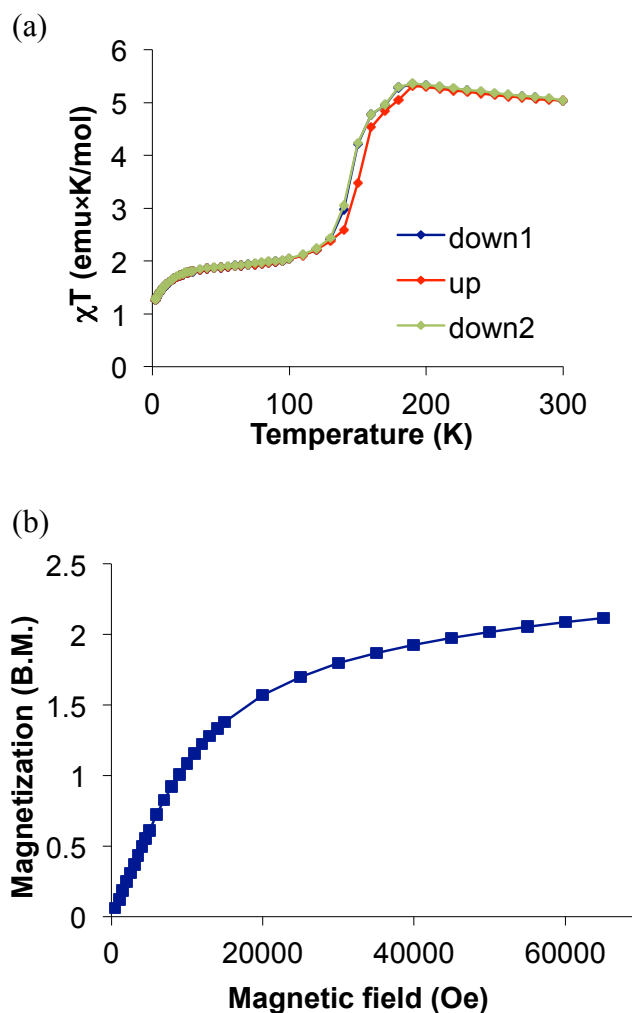 (a)
χT (emu×K/mol)
6
5
4
3
2
1
0
down1
up
down2
0 100 200 300
Temperature (K)
(b)
Magnetization (B.M.)
2.5
2
1.5
1
0.5
0
0 20000 40000 60000
Magnetic field (Oe)